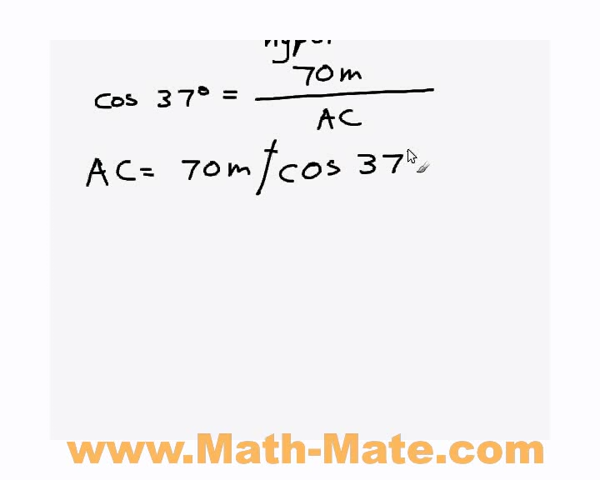 70m
cos 37° = 
AC
AC = 70m / cos 37
www.Math-Mate.com